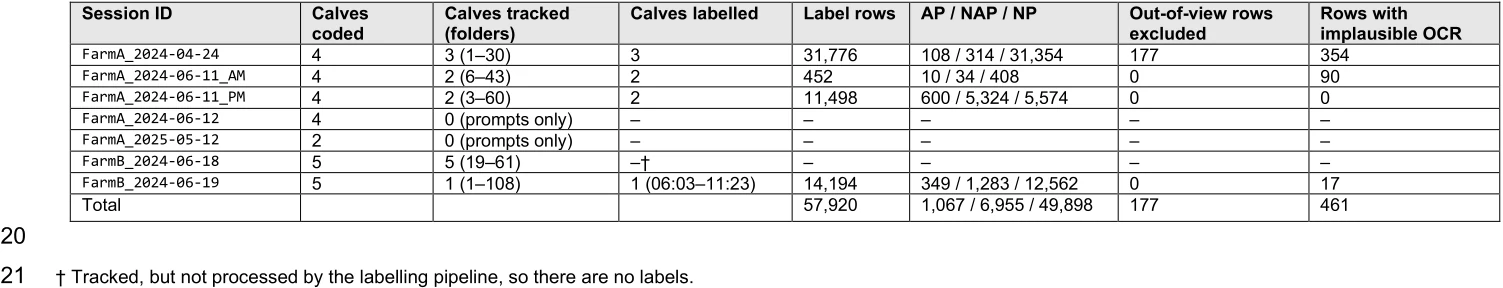 Session ID | Calves coded | Calves tracked (folders) | Calves labelled | Label rows | AP / NAP / NP | Out-of-view rows excluded | Rows with implausible OCR
FarmA_2024-04-24 | 4 | 3 (1–30) | 3 | 31,776 | 108 / 314 / 31,354 | 177 | 354
FarmA_2024-06-11_AM | 4 | 2 (6–43) | 2 | 452 | 10 / 34 / 408 | 0 | 90
FarmA_2024-06-11_PM | 4 | 2 (3–60) | 2 | 11,498 | 600 / 5,324 / 5,574 | 0 | 0
FarmA_2024-06-12 | 4 | 0 (prompts only) | – | – | – | – | –
FarmA_2025-05-12 | 2 | 0 (prompts only) | – | – | – | – | –
FarmB_2024-06-18 | 5 | 5 (19–61) | –† | – | – | – | –
FarmB_2024-06-19 | 5 | 1 (1–108) | 1 (06:03–11:23) | 14,194 | 349 / 1,283 / 12,562 | 0 | 17
Total | | | | 57,920 | 1,067 / 6,955 / 49,898 | 177 | 461
20
21 † Tracked, but not processed by the labelling pipeline, so there are no labels.